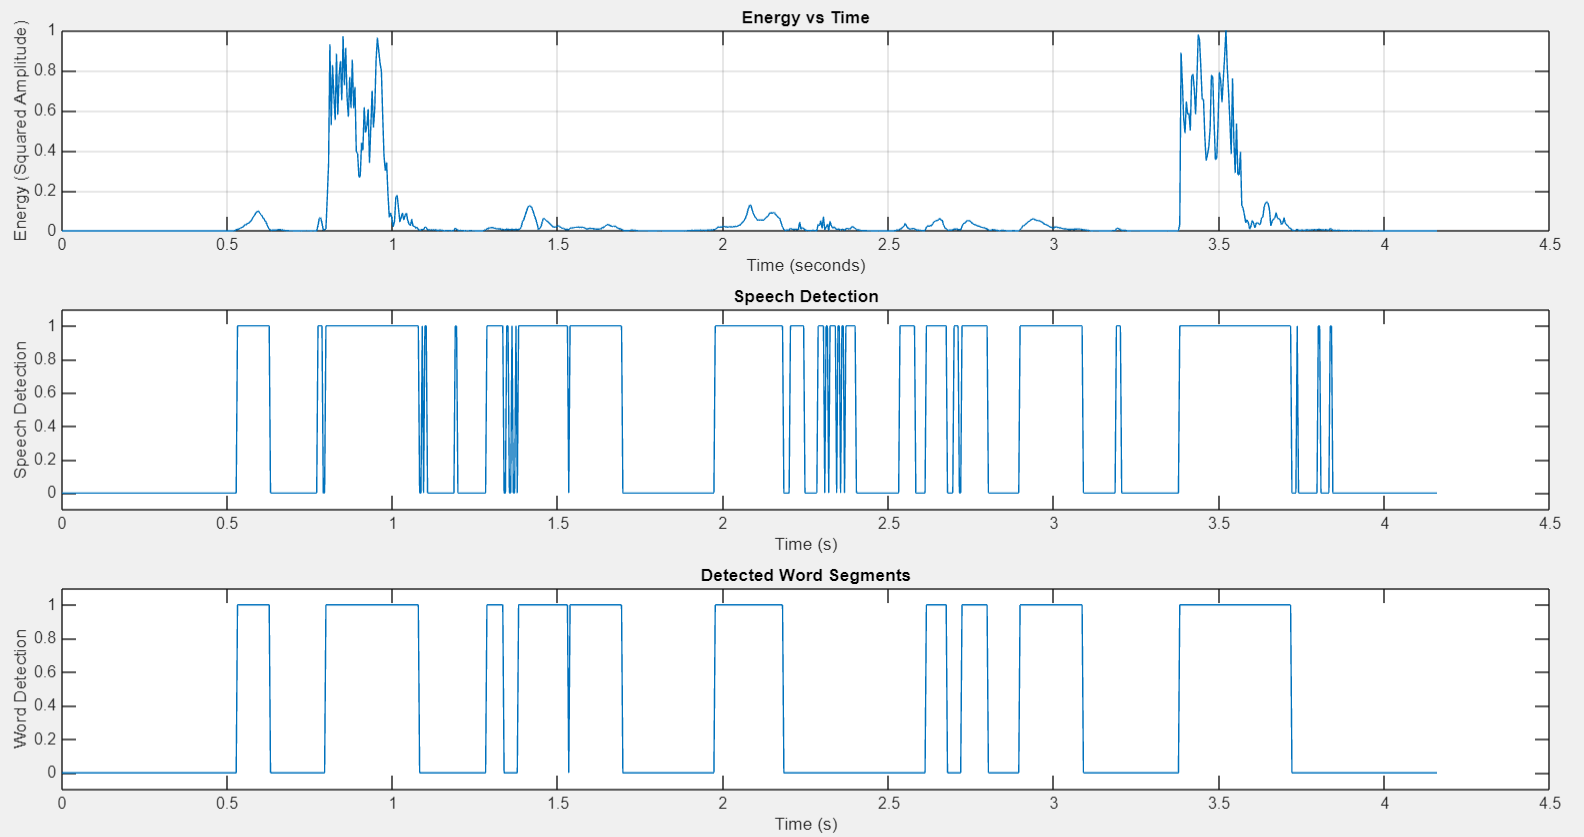 Energy vs Time
Energy (Squared Amplitude)
1
0.8
0.6
0.4
0.2
0
0 0.5 1 1.5 2 2.5 3 3.5 4 4.5
Time (seconds)
Speech Detection
Speech Detection
1
0.8
0.6
0.4
0.2
0
0 0.5 1 1.5 2 2.5 3 3.5 4 4.5
Time (s)
Detected Word Segments
Word Detection
1
0.8
0.6
0.4
0.2
0
0 0.5 1 1.5 2 2.5 3 3.5 4 4.5
Time (s)